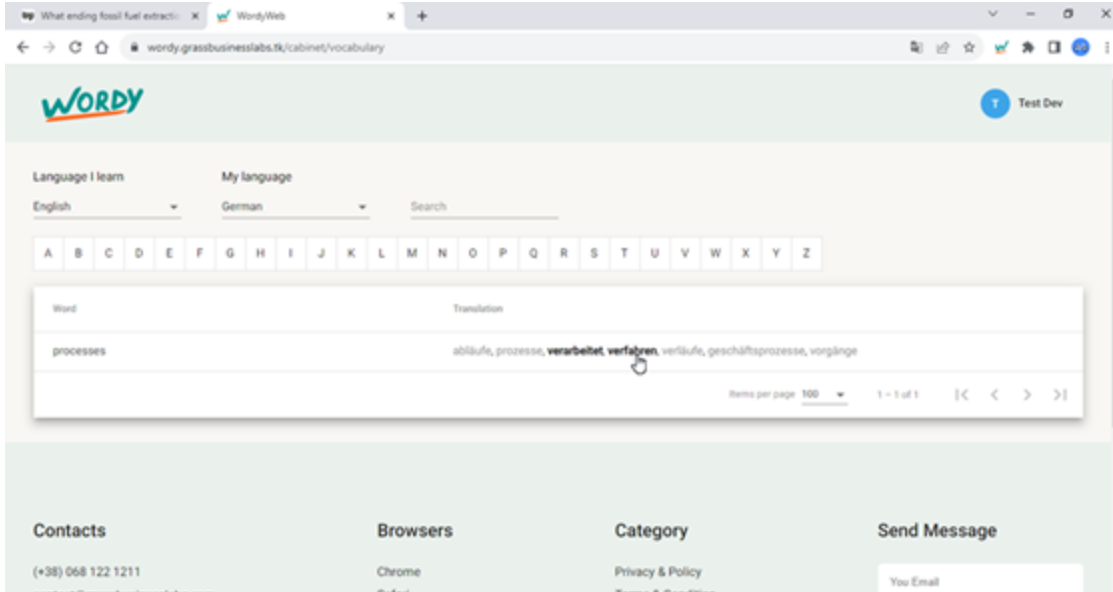 What ending fossil fuel extractic
WordyWeb
wordy.grassbusinesslabs.tk/cabinet/vocabulary
WORDY
T Test Dev
Language I learn My language
English German Search
A B C D E F G H I J K L M N O P Q R S T U V W X Y Z
Word Translation
processes abläufe, prozesse, verarbeitet, verfahren, verläufe, geschäftsprozesse, vorgänge
Items per page 100 1 – 1 of 1
Contacts Browsers Category Send Message
(+38) 068 122 1211 Chrome Privacy & Policy You Email